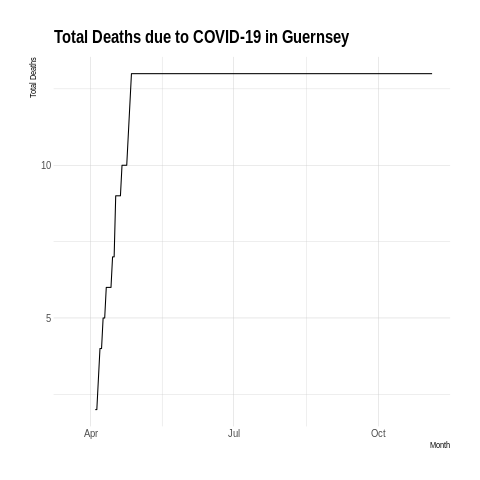 Total Deaths due to COVID-19 in Guernsey
Total Deaths
10
5
Apr
Jul
Oct
Month